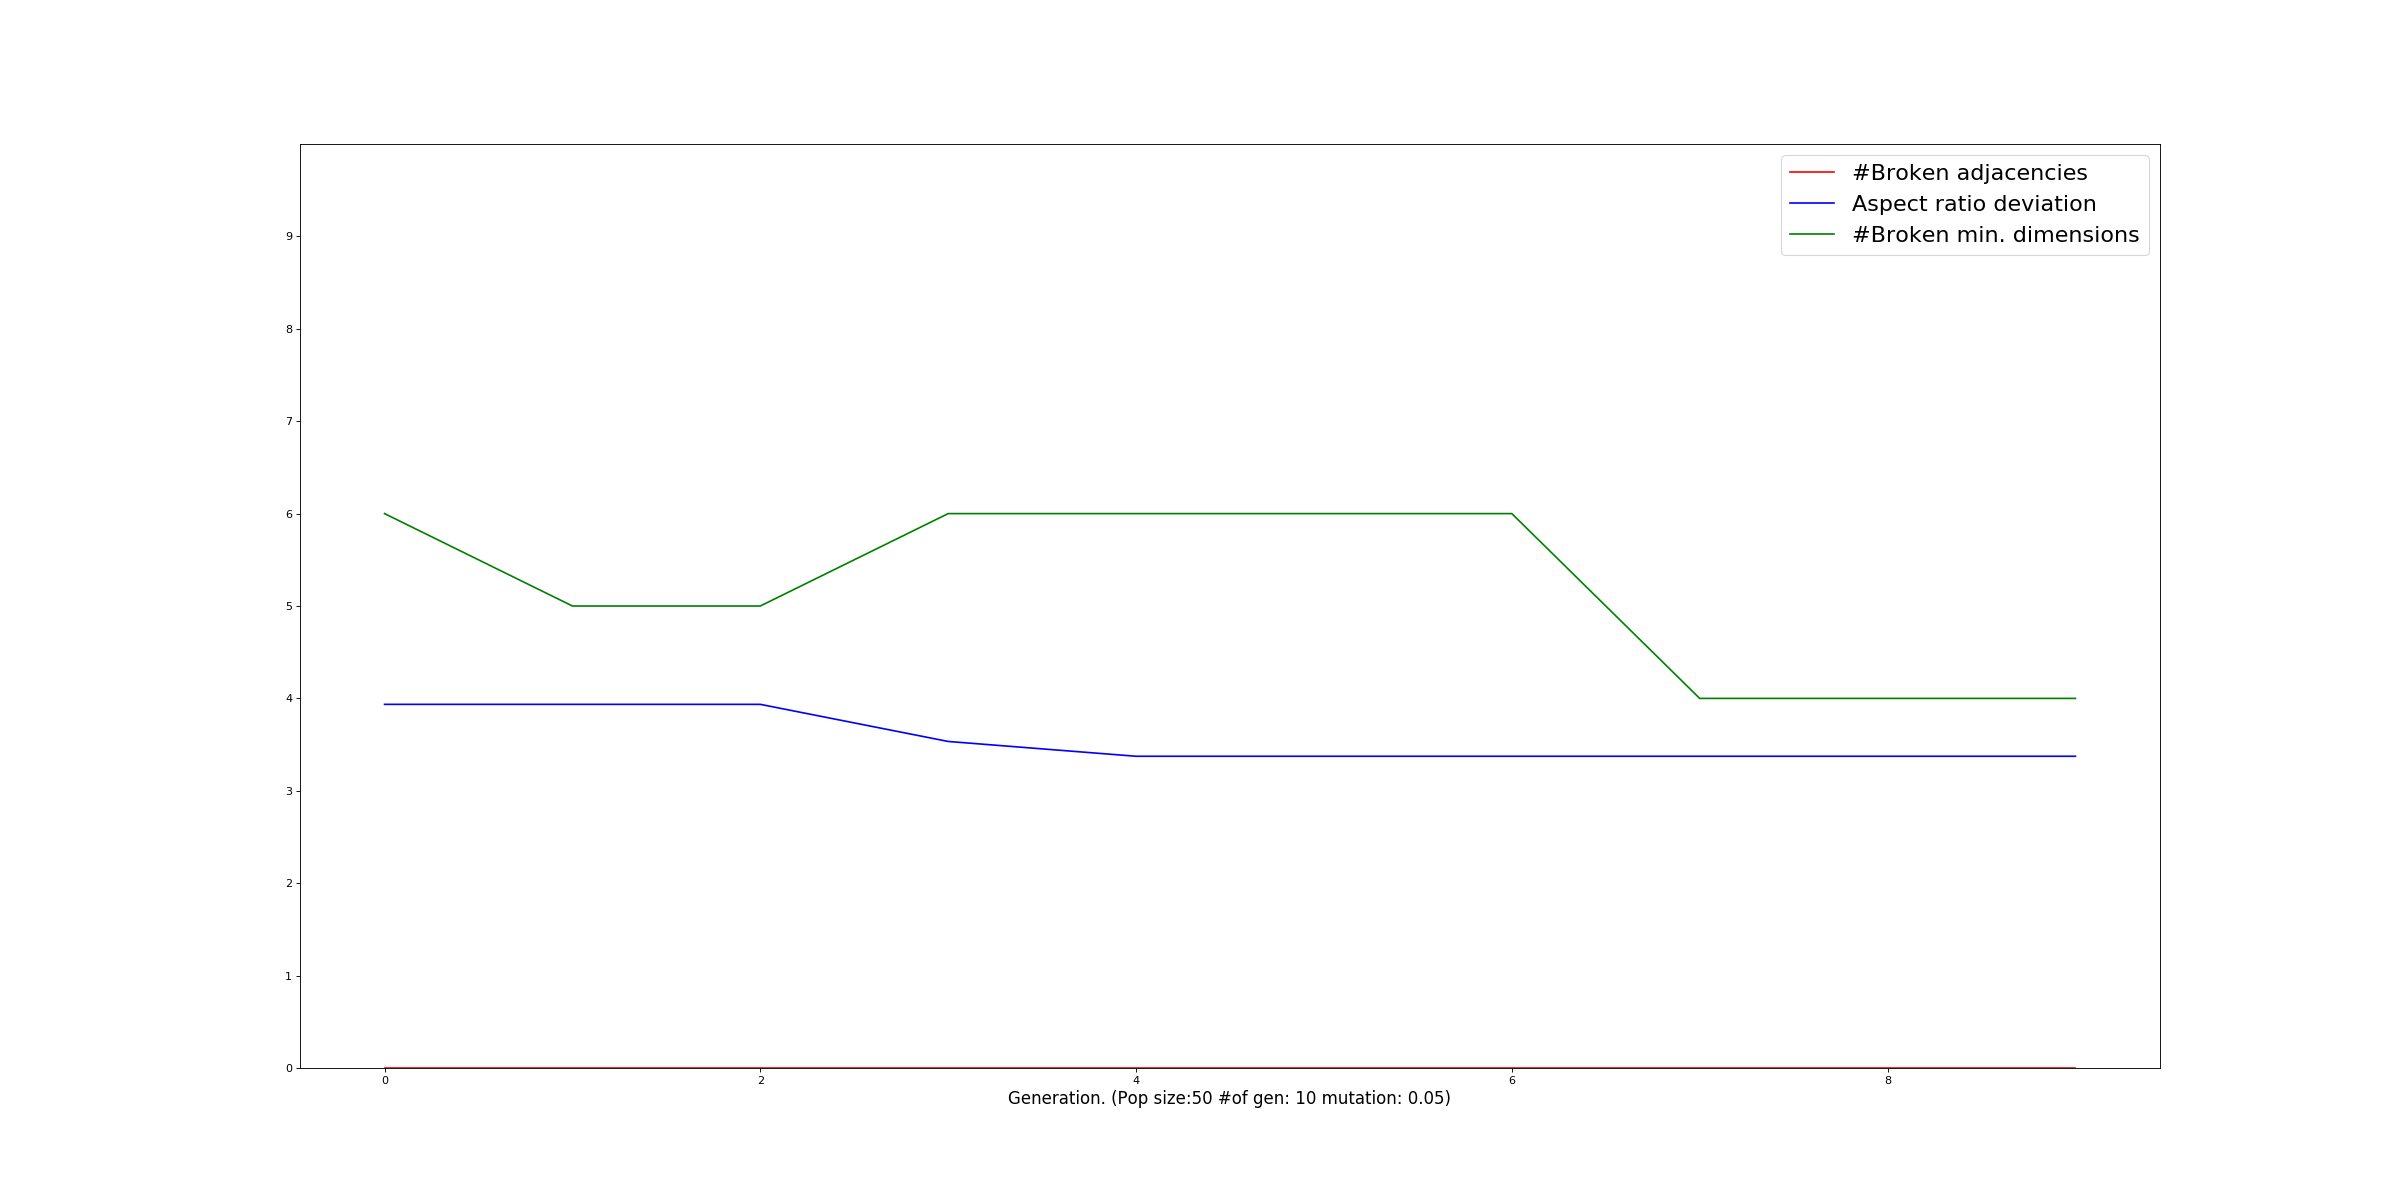 #Broken adjacencies
Aspect ratio deviation
#Broken min. dimensions
9
8
7
6
5
4
3
2
1
0
0 2 4 6 8
Generation. (Pop size:50 #of gen: 10 mutation: 0.05)